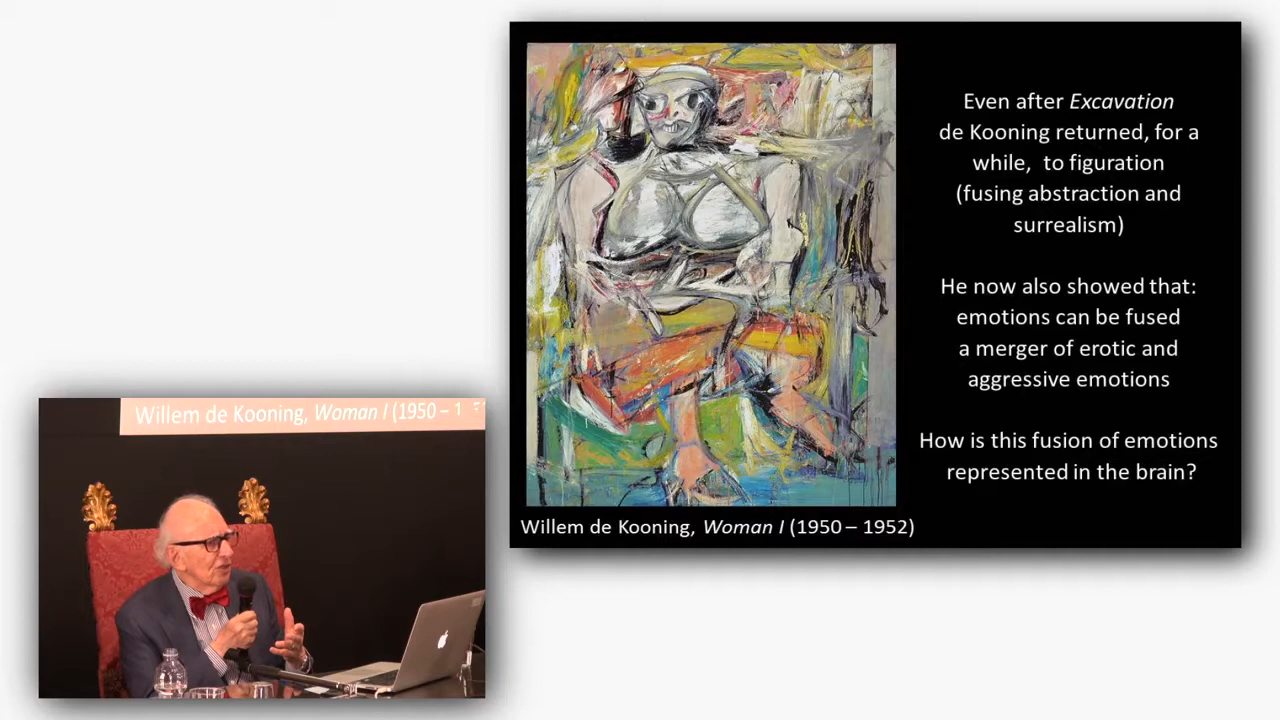 Even after Excavation
de Kooning returned, for a
while, to figuration
(fusing abstraction and
surrealism)
He now also showed that:
emotions can be fused
a merger of erotic and
aggressive emotions
How is this fusion of emotions
represented in the brain?
Willem de Kooning, Woman I (1950 – 1952)
Willem de Kooning, Woman I (1950 –